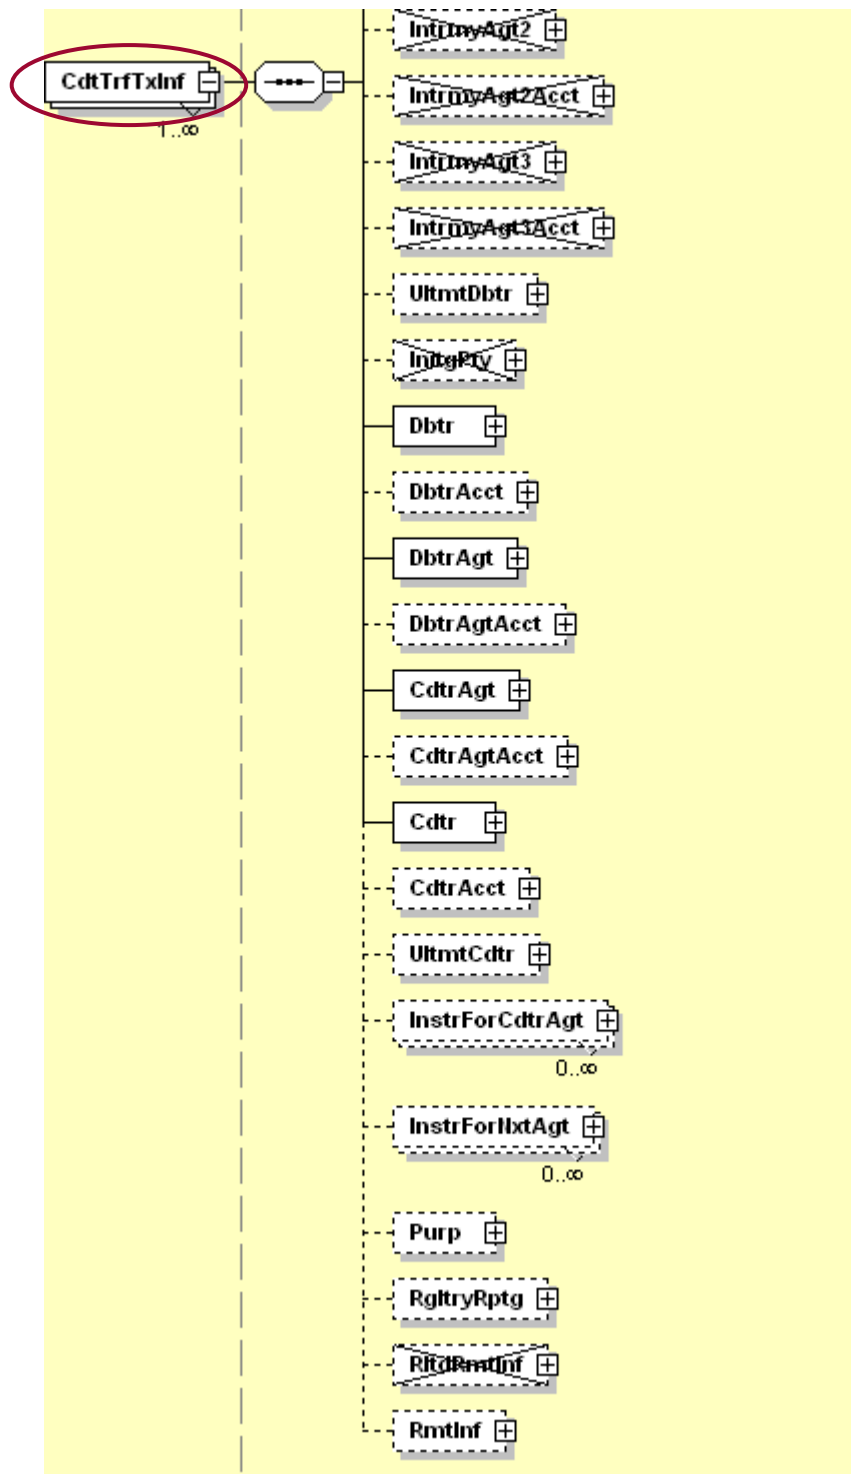 IntrmyAgt2
CdtTrfTxInf
1..∞
IntrmyAgt2Acct
IntrmyAgt3
IntrmyAgt3Acct
UltmtDbtr
InitgPty
Dbtr
DbtrAcct
DbtrAgt
DbtrAgtAcct
CdtrAgt
CdtrAgtAcct
Cdtr
CdtrAcct
UltmtCdtr
InstrForCdtrAgt
0..∞
InstrForNxtAgt
0..∞
Purp
RgltryRptg
RltdRmtInf
RmtInf